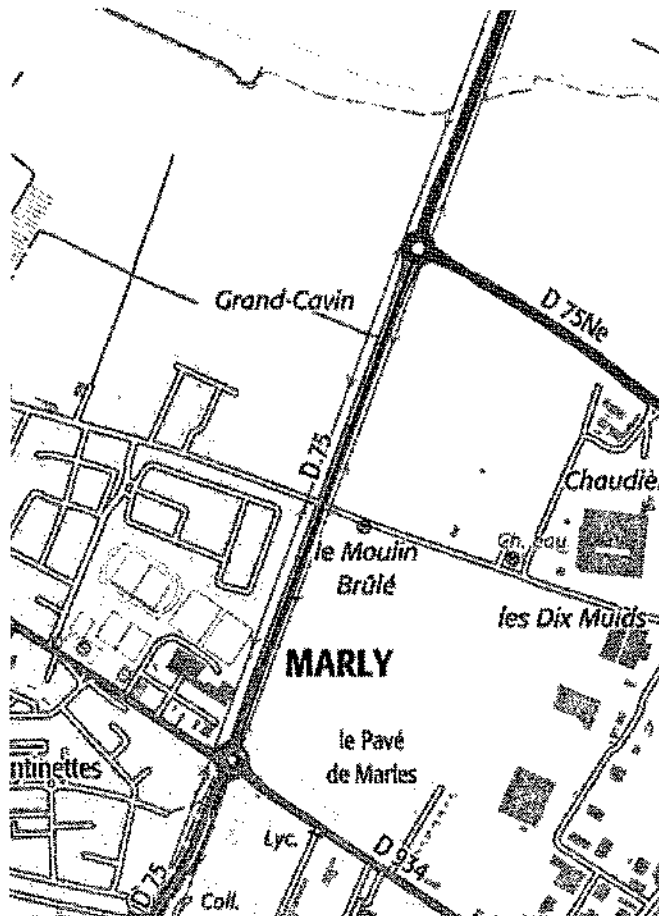 Grand-Cavin
D 75Ne
D 75
Chaudiè
le Moulin
Brûlé
Ch. eau
les Dix Muids
MARLY
le Pavé
de Marles
ntinettes
Lyc.
D 934
D 75
Coll.